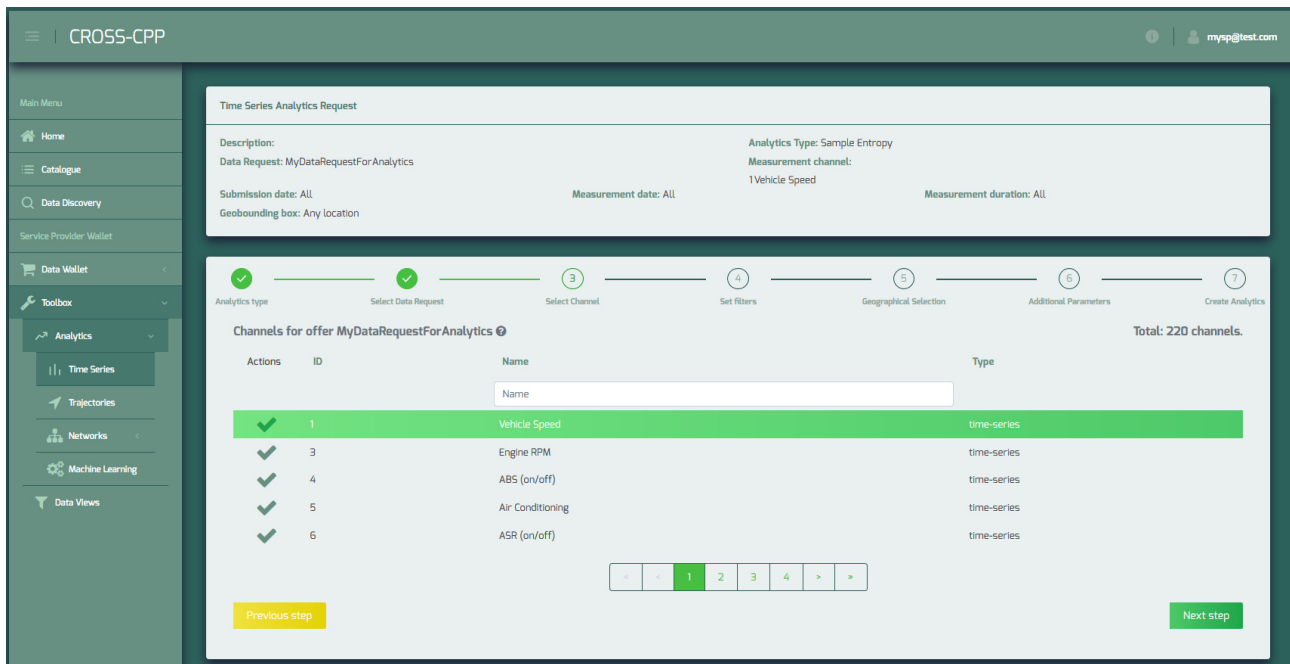 CROSS-CPP
mysp@test.com
Main Menu
Home
Catalogue
Data Discovery
Service Provider Wallet
Data Wallet
Toolbox
Analytics
Time Series
Trajectories
Networks
Machine Learning
Data Views
Time Series Analytics Request
Description:
Analytics Type: Sample Entropy
Data Request: MyDataRequestForAnalytics
Measurement channel:
1 Vehicle Speed
Submission date: All
Measurement date: All
Measurement duration: All
Geobounding box: Any location
3
4
5
6
7
Analytics type
Select Data Request
Select Channel
Set filters
Geographical Selection
Additional Parameters
Create Analytics
Channels for offer MyDataRequestForAnalytics
Total: 220 channels.
Actions ID Name Type
Name
1 Vehicle Speed time-series
3 Engine RPM time-series
4 ABS (on/off) time-series
5 Air Conditioning time-series
6 ASR (on/off) time-series
« < 1 2 3 4 > »
Previous step
Next step